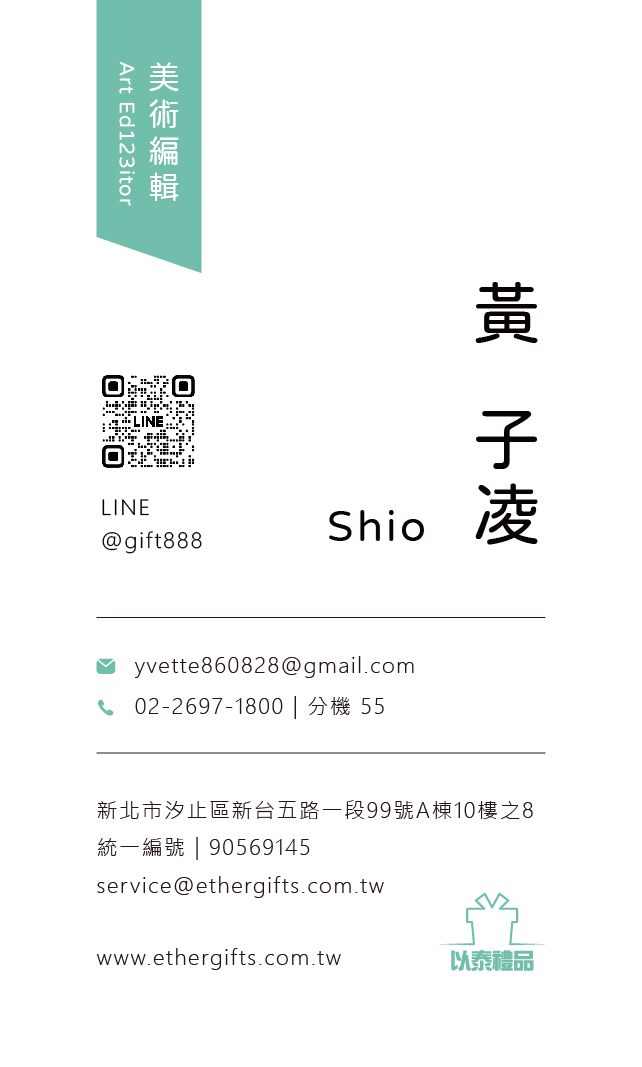 美術編輯
Art Ed123itor
黃 子凌
Shio
LINE
LINE
@gift888
yvette860828@gmail.com
02-2697-1800 | 分機 55
新北市汐止區新台五路一段99號A棟10樓之8
統一編號 | 90569145
service@ethergifts.com.tw
www.ethergifts.com.tw
以泰禮品